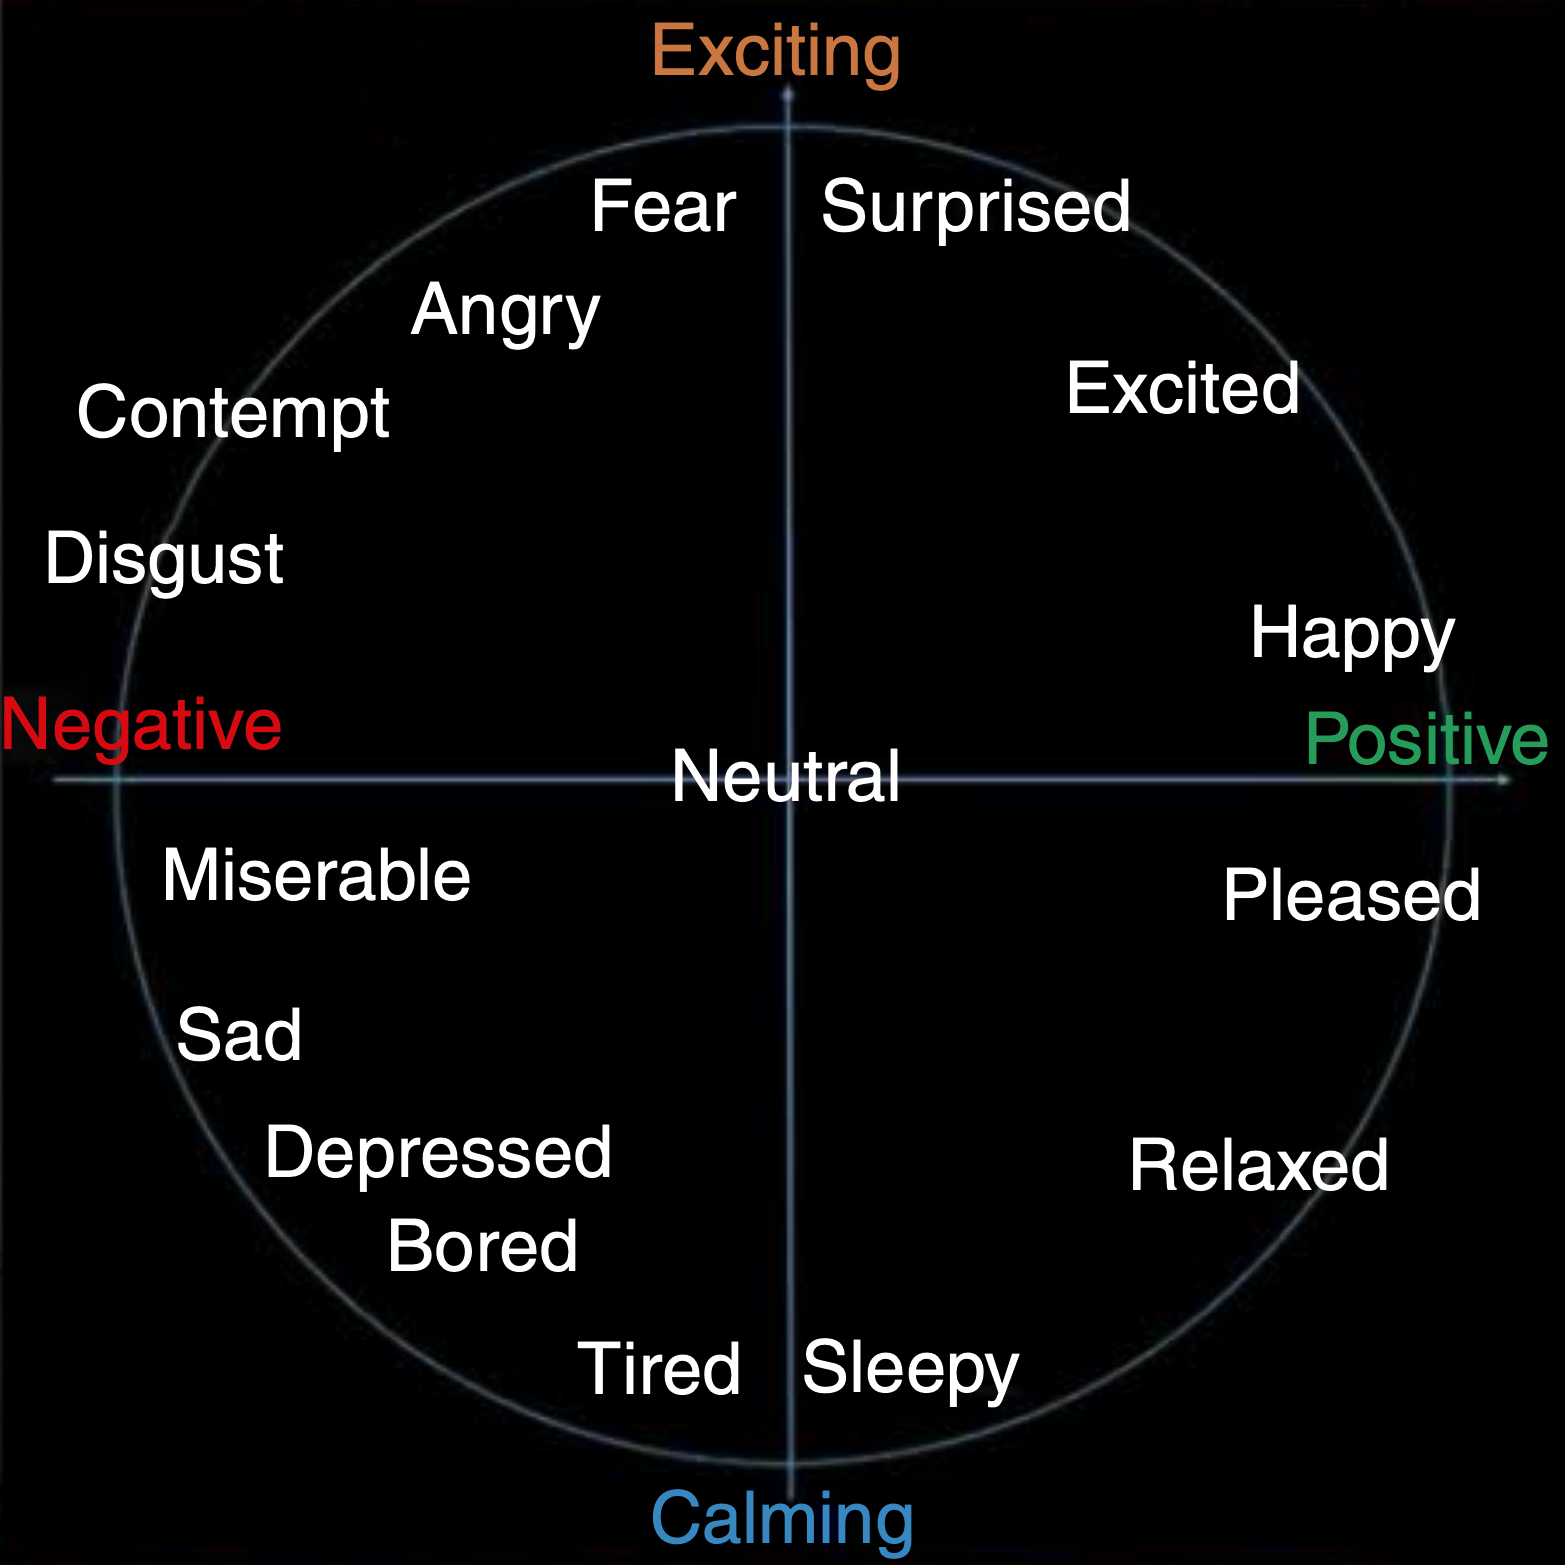 Exciting
Fear Surprised
Angry
Excited
Contempt
Disgust
Happy
Negative
Positive
Neutral
Miserable
Pleased
Sad
Depressed
Relaxed
Bored
Tired Sleepy
Calming